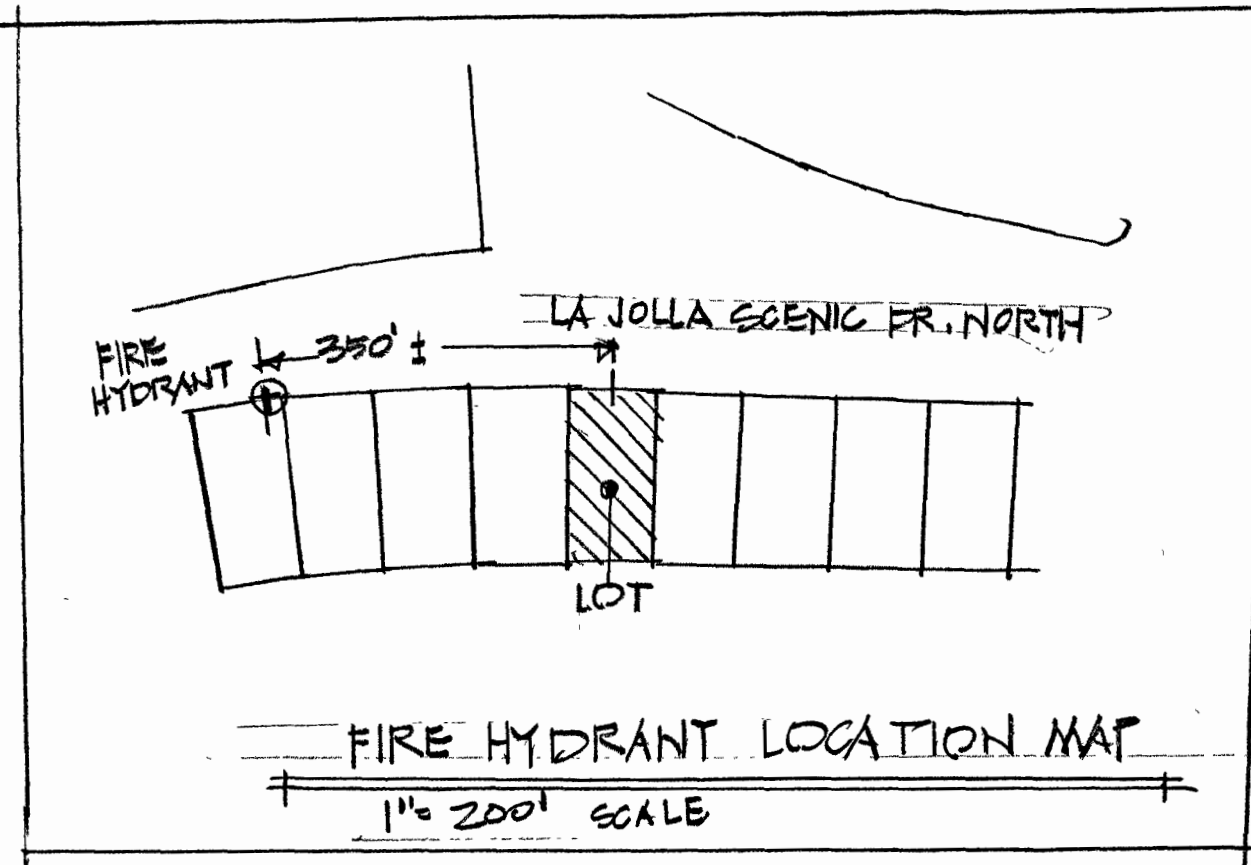 LA JOLLA SCENIC DR. NORTH
FIRE
HYDRANT
350' ±
LOT
FIRE HYDRANT LOCATION MAP
1"= 200' SCALE